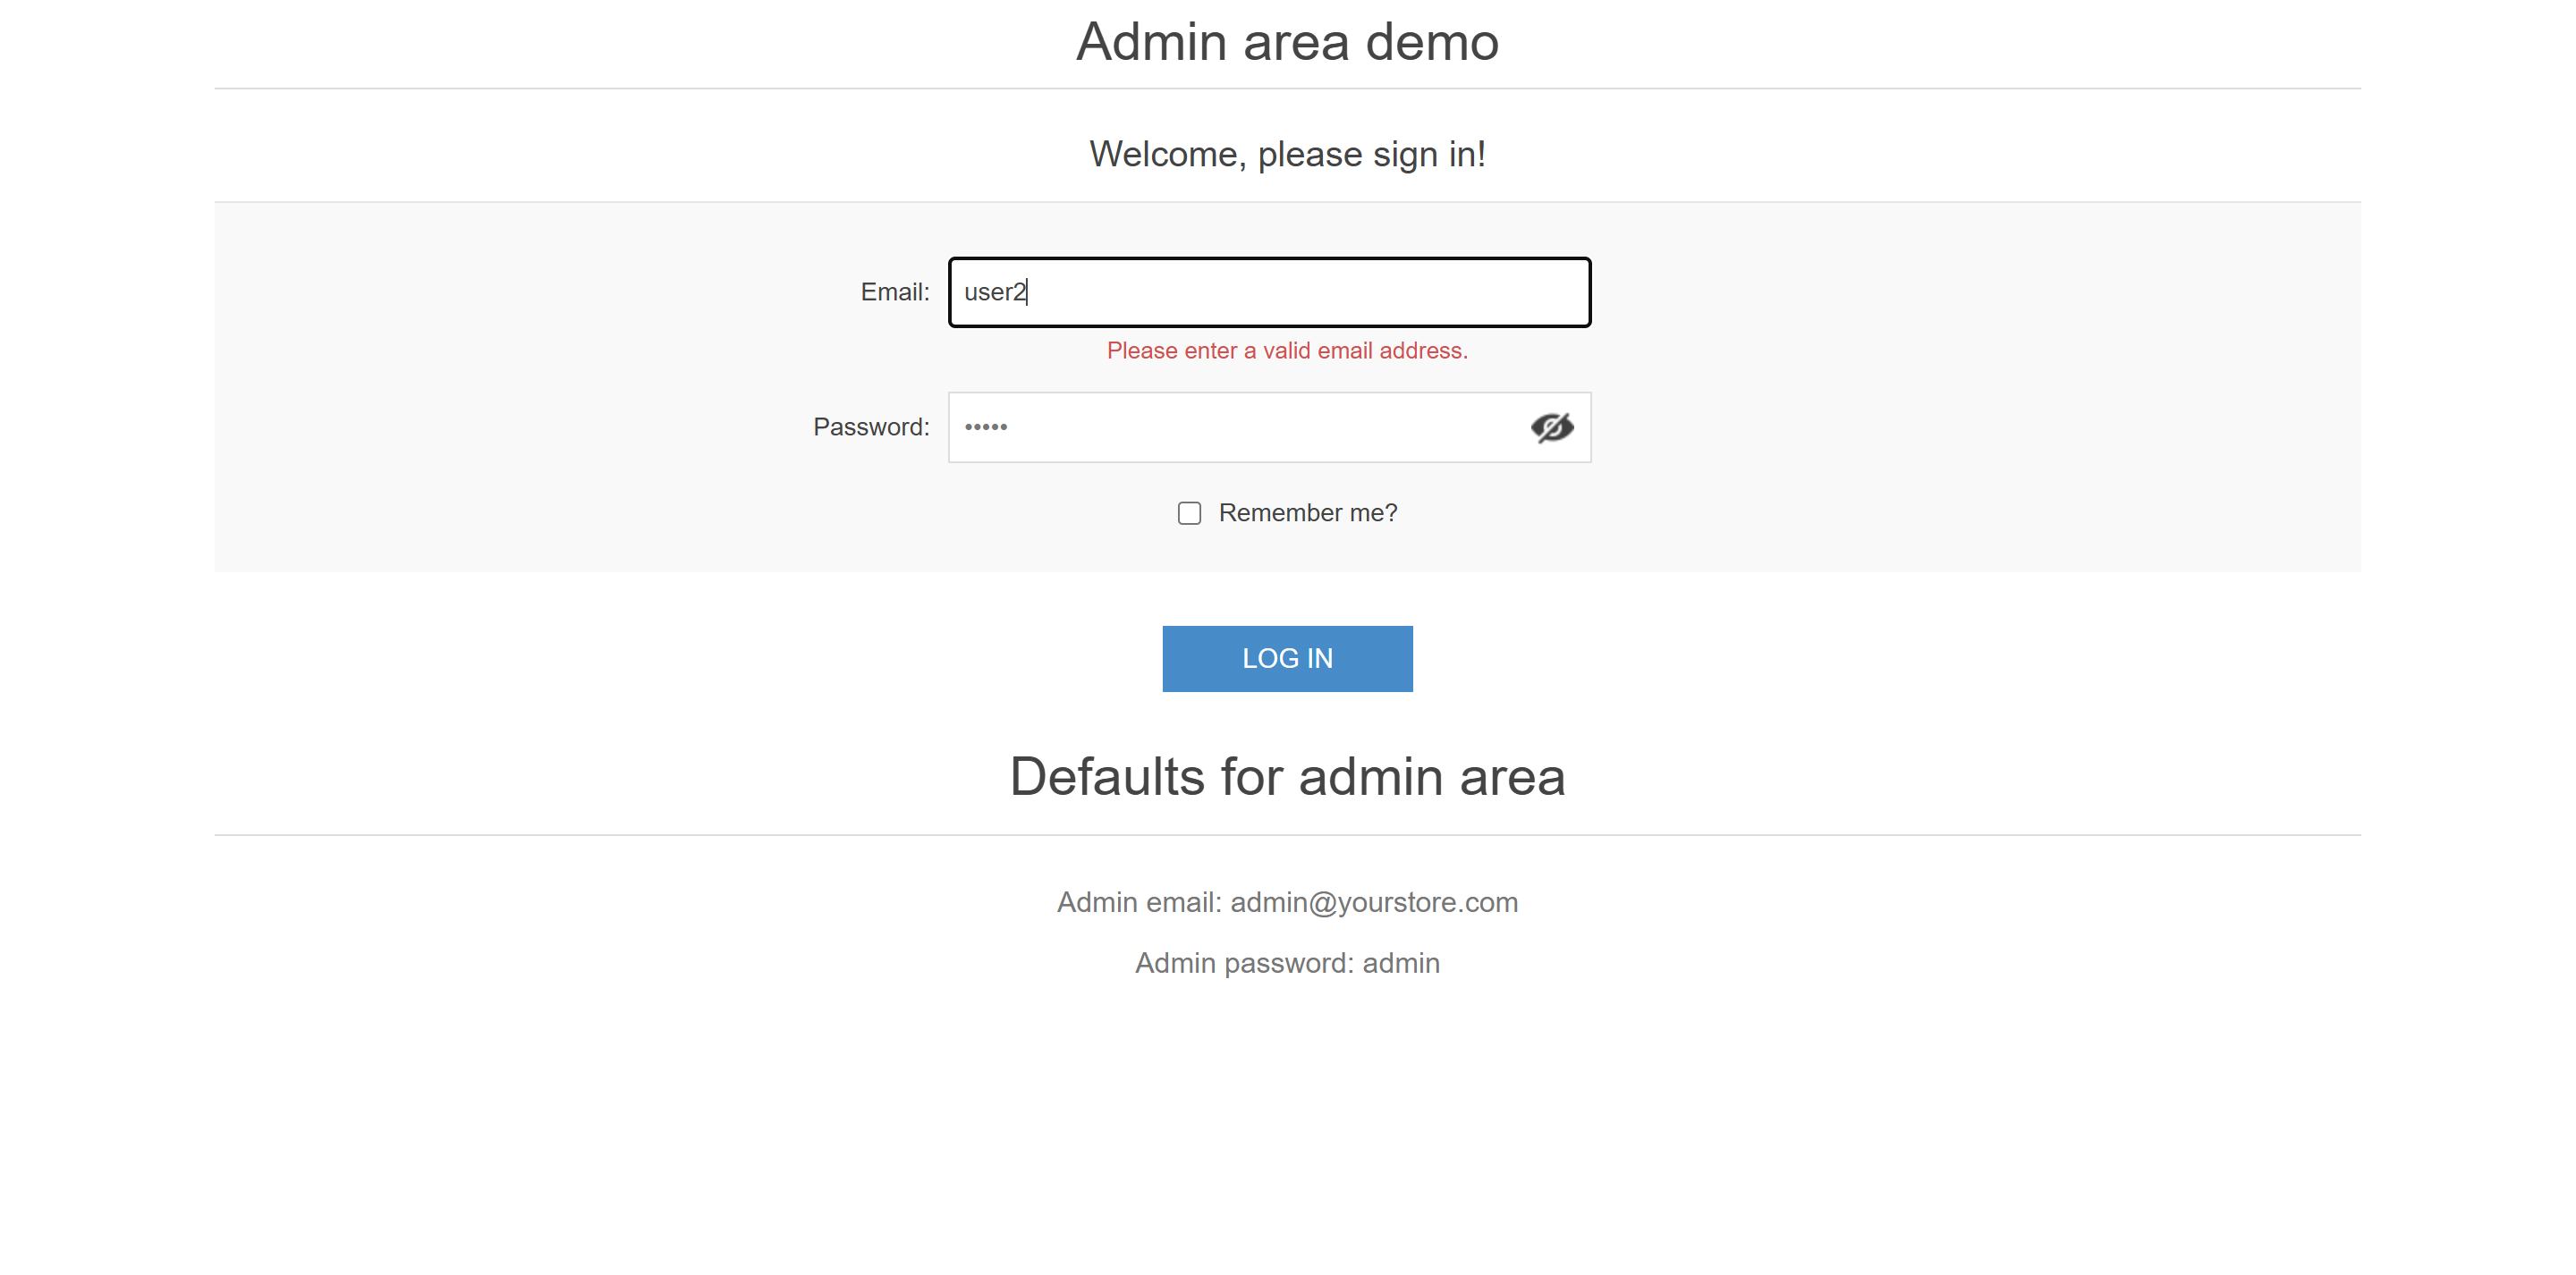 Admin area demo
Welcome, please sign in!
Email: user2
Please enter a valid email address.
Password: •••••
Remember me?
LOG IN
Defaults for admin area
Admin email: admin@yourstore.com
Admin password: admin